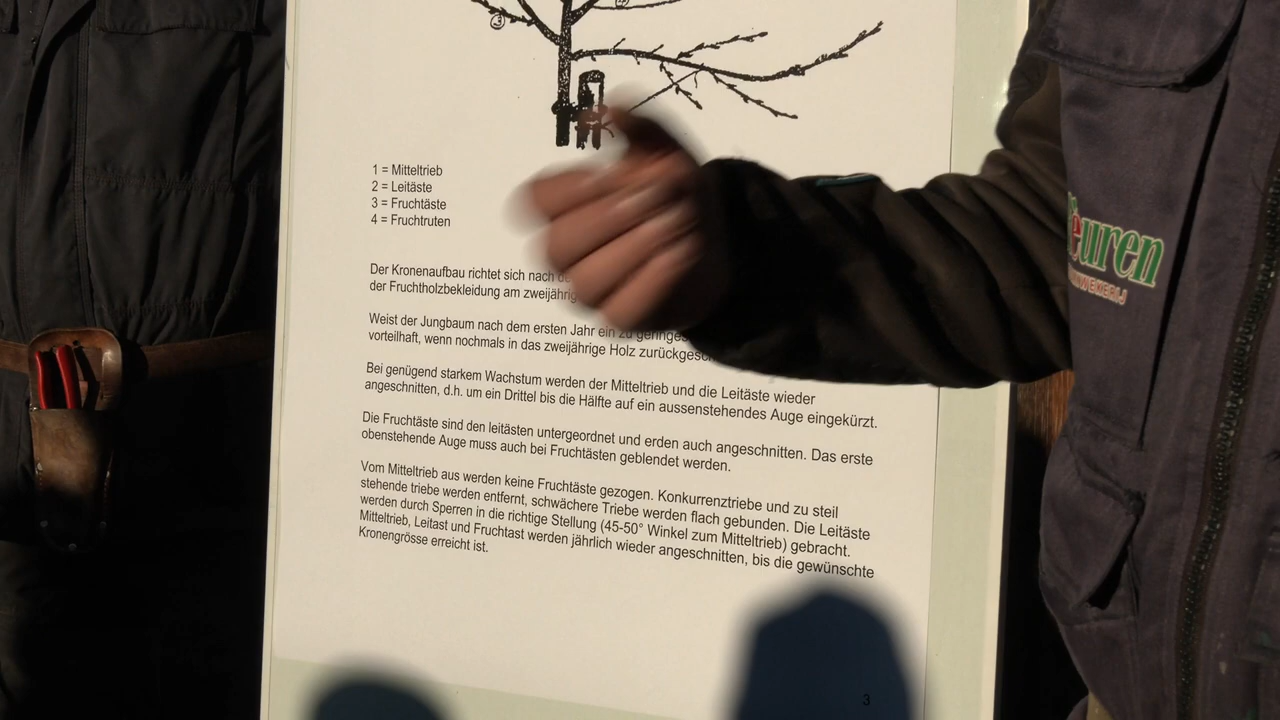 3
1 = Mitteltrieb
2 = Leitäste
3 = Fruchtäste
4 = Fruchtruten
Der Kronenaufbau richtet sich nach
der Fruchtholzbekleidung am zweijährig
Weist der Jungbaum nach dem ersten Jahr ein zu geringes
vorteilhaft, wenn nochmals in das zweijährige Holz zurückgesc
Bei genügend starkem Wachstum werden der Mitteltrieb und die Leitäste wieder
angeschnitten, d.h. um ein Drittel bis die Hälfte auf ein aussenstehendes Auge eingekürzt.
Die Fruchtäste sind den leitästen untergeordnet und erden auch angeschnitten. Das erste
obenstehende Auge muss auch bei Fruchtästen geblendet werden.
Vom Mitteltrieb aus werden keine Fruchtäste gezogen. Konkurrenztriebe und zu steil
stehende triebe werden entfernt, schwächere Triebe werden flach gebunden. Die Leitäste
werden durch Sperren in die richtige Stellung (45-50° Winkel zum Mitteltrieb) gebracht.
Mitteltrieb, Leitast und Fruchtast werden jährlich wieder angeschnitten, bis die gewünschte
Kronengrösse erreicht ist.
3
euren
WEKERIJ